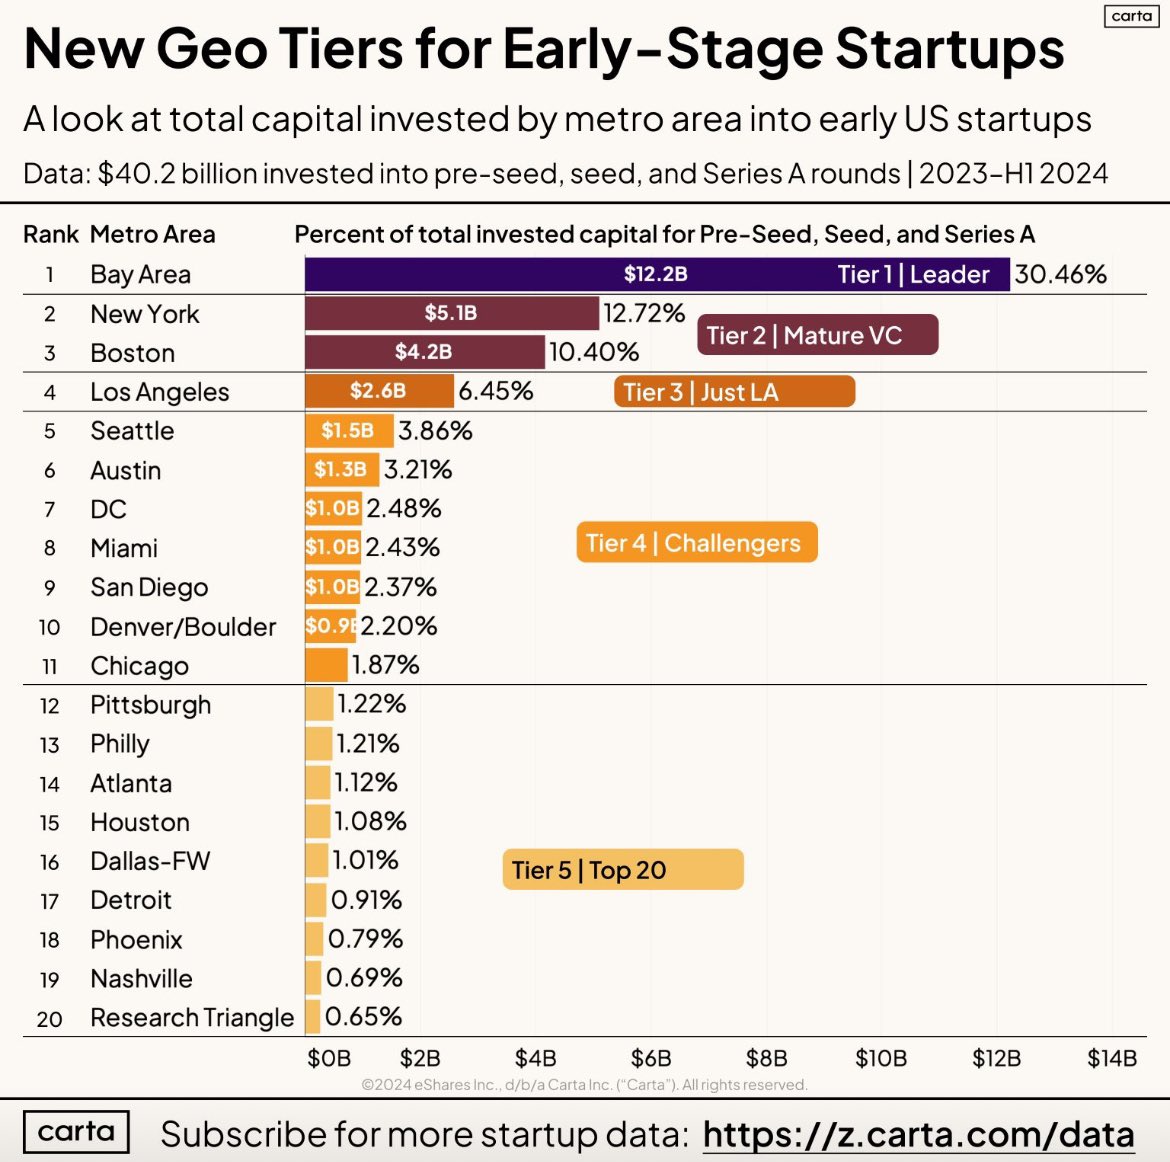 carta
New Geo Tiers for Early-Stage Startups
A look at total capital invested by metro area into early US startups
Data: $40.2 billion invested into pre-seed, seed, and Series A rounds | 2023-H1 2024
Rank Metro Area Percent of total invested capital for Pre-Seed, Seed, and Series A
1 Bay Area $12.2B Tier 1 | Leader 30.46%
2 New York $5.1B 12.72%
Tier 2 | Mature VC
3 Boston $4.2B 10.40%
4 Los Angeles $2.6B 6.45% Tier 3 | Just LA
5 Seattle $1.5B 3.86%
6 Austin $1.3B 3.21%
7 DC $1.0B 2.48%
Tier 4 | Challengers
8 Miami $1.0B 2.43%
9 San Diego $1.0B 2.37%
10 Denver/Boulder $0.9B 2.20%
11 Chicago 1.87%
12 Pittsburgh 1.22%
13 Philly 1.21%
14 Atlanta 1.12%
15 Houston 1.08%
16 Dallas-FW 1.01% Tier 5 | Top 20
17 Detroit 0.91%
18 Phoenix 0.79%
19 Nashville 0.69%
20 Research Triangle 0.65%
$0B $2B $4B $6B $8B $10B $12B $14B
©2024 eShares Inc., d/b/a Carta Inc. (“Carta”). All rights reserved.
carta Subscribe for more startup data: https://z.carta.com/data